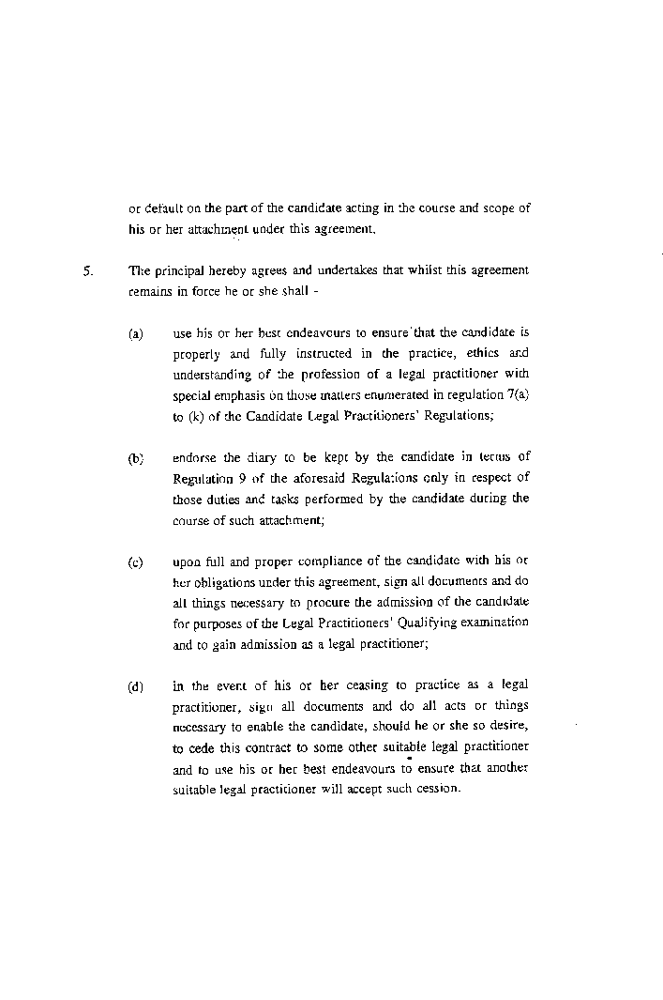 or default on the part of the candidate acting in the course and scope of
his or her attachment under this agreement.
5. The principal hereby agrees and undertakes that whilst this agreement
remains in force he or she shall -
(a) use his or her best endeavours to ensure that the candidate is
properly and fully instructed in the practice, ethics and
understanding of the profession of a legal practitioner with
special emphasis on those matters enumerated in regulation 7(a)
to (k) of the Candidate Legal Practitioners' Regulations;
(b) endorse the diary to be kept by the candidate in terms of
Regulation 9 of the aforesaid Regulations only in respect of
those duties and tasks performed by the candidate during the
course of such attachment;
(c) upon full and proper compliance of the candidate with his or
her obligations under this agreement, sign all documents and do
all things necessary to procure the admission of the candidate
for purposes of the Legal Practitioners' Qualifying examination
and to gain admission as a legal practitioner;
(d) in the event of his or her ceasing to practice as a legal
practitioner, sign all documents and do all acts or things
necessary to enable the candidate, should he or she so desire,
to cede this contract to some other suitable legal practitioner
and to use his or her best endeavours to ensure that another
suitable legal practitioner will accept such cession.